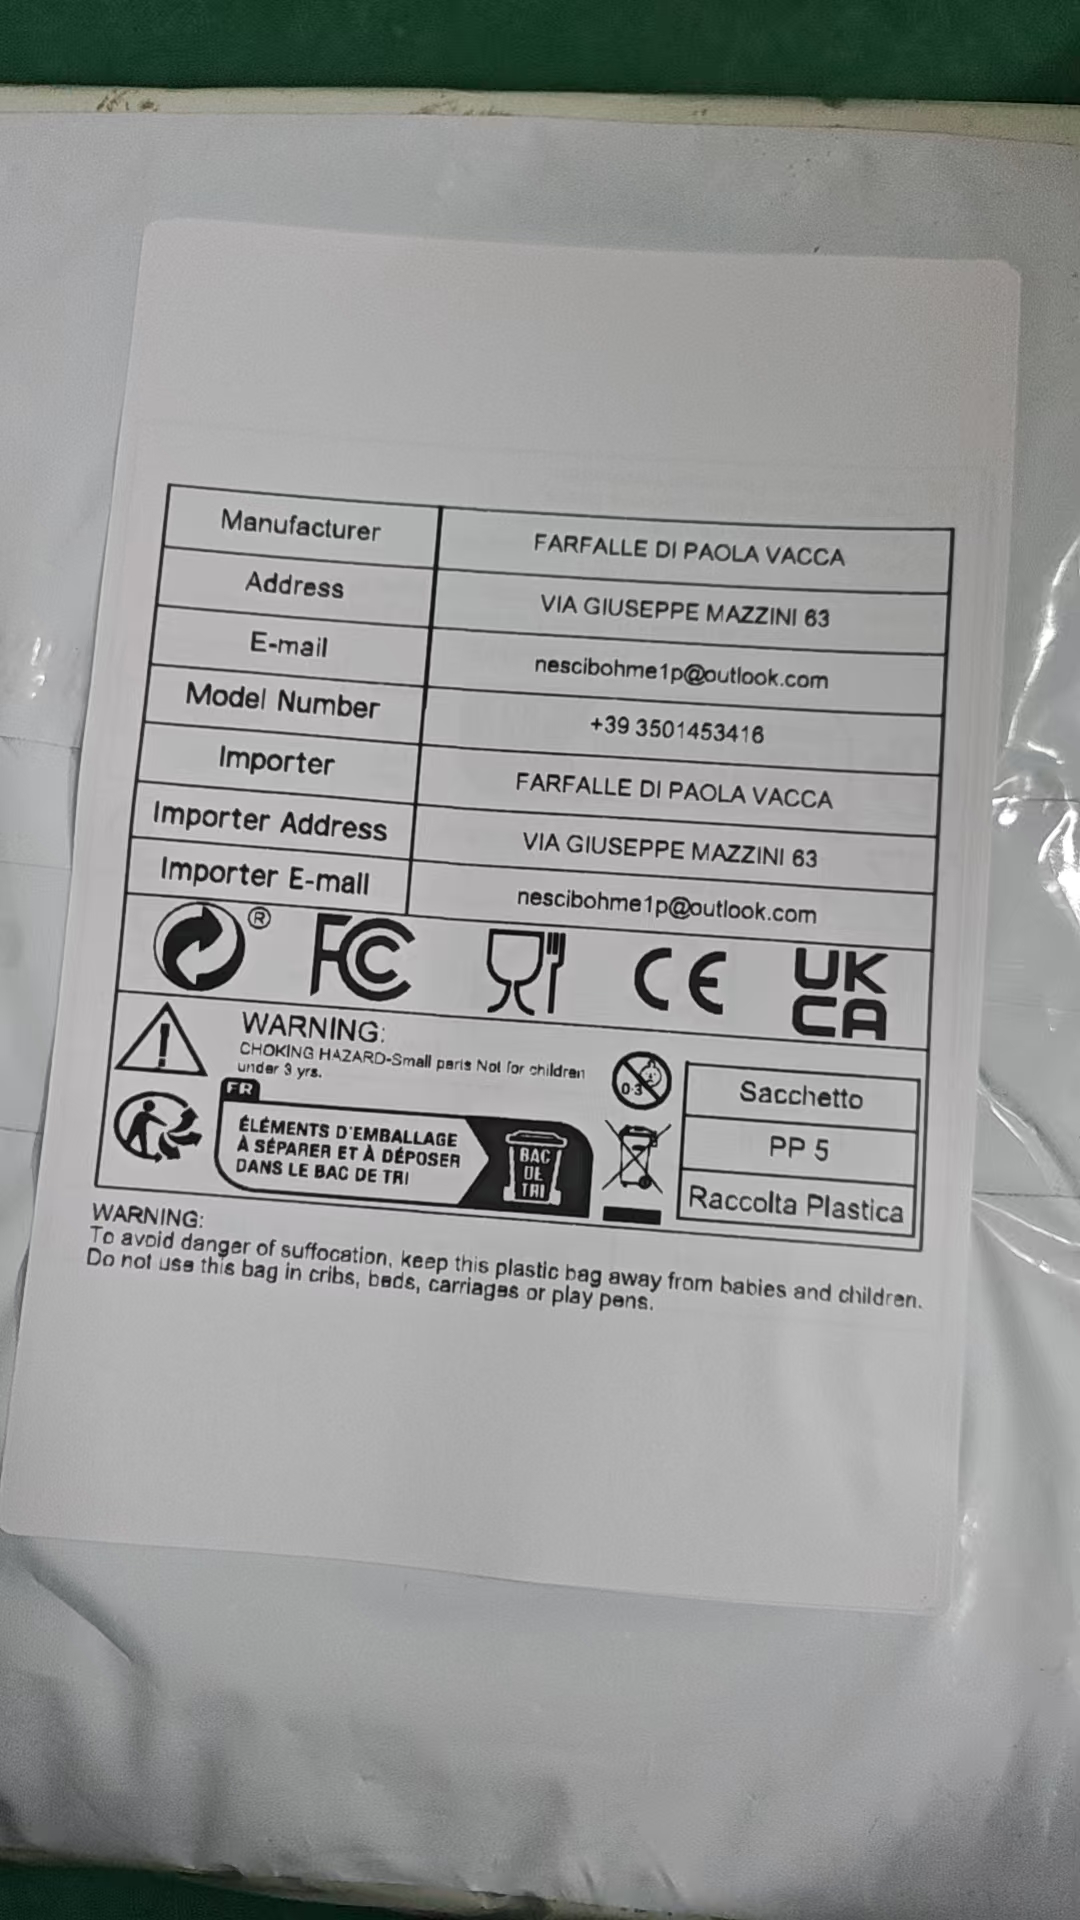 Manufacturer FARFALLE DI PAOLA VACCA
Address VIA GIUSEPPE MAZZINI 63
E-mail nescibohme1p@outlook.com
Model Number +39 3501453416
Importer FARFALLE DI PAOLA VACCA
Importer Address VIA GIUSEPPE MAZZINI 63
Importer E-mail nescibohme1p@outlook.com
® FC CE UK
CA
WARNING:
CHOKING HAZARD-Small parts Not for children
under 3 yrs.
0-3
FR
ÉLÉMENTS D'EMBALLAGE
À SÉPARER ET À DÉPOSER
DANS LE BAC DE TRI
BAC
DE
TRI
Sacchetto
PP 5
Raccolta Plastica
WARNING:
To avoid danger of suffocation, keep this plastic bag away from babies and children.
Do not use this bag in cribs, beds, carriages or play pens.